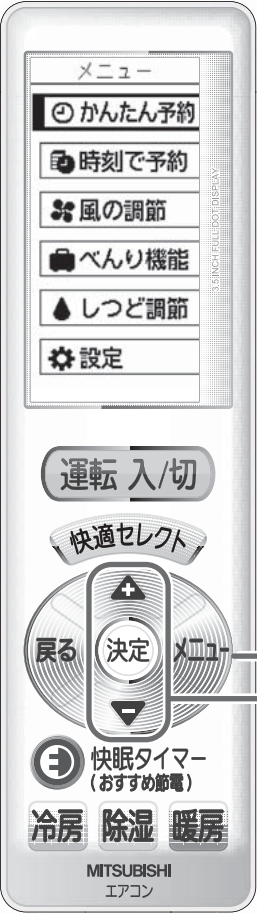 メニュー
かんたん予約
時刻で予約
風の調節
べんり機能
しつど調節
設定
3.5INCH FULL DOT DISPLAY
運転 入/切
快適セレクト
戻る 決定 メニュー
快眠タイマー
(おすすめ節電)
冷房 除湿 暖房
MITSUBISHI
エアコン